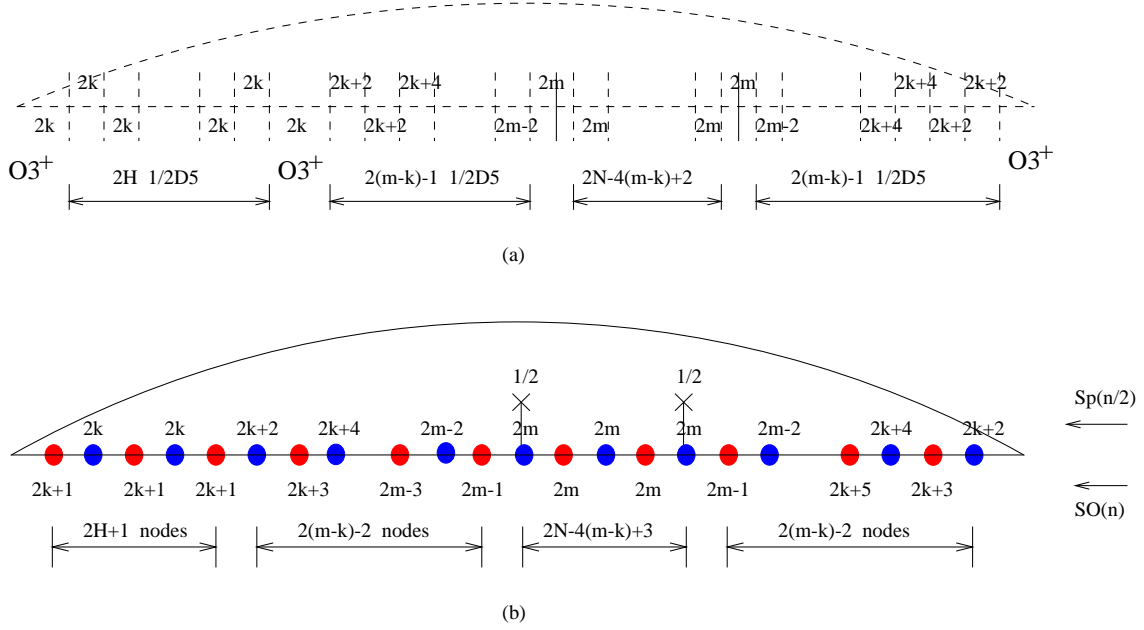 2k 2k 2k+2 2k+4 2m 2m 2k+4 2k+2
2k 2k 2k 2k 2k+2 2m-2 2m 2m 2m-2 2k+4 2k+2
O3+ O3+ O3+
2H 1/2D5 2(m-k)-1 1/2D5 2N-4(m-k)+2 2(m-k)-1 1/2D5
(a)
1/2 1/2
Sp(n/2)
2k 2k 2k+2 2k+4 2m-2 2m 2m 2m 2m-2 2k+4 2k+2
2k+1 2k+1 2k+1 2k+3 2m-3 2m-1 2m 2m 2m-1 2k+5 2k+3
SO(n)
2H+1 nodes 2(m-k)-2 nodes 2N-4(m-k)+3 2(m-k)-2 nodes
(b)